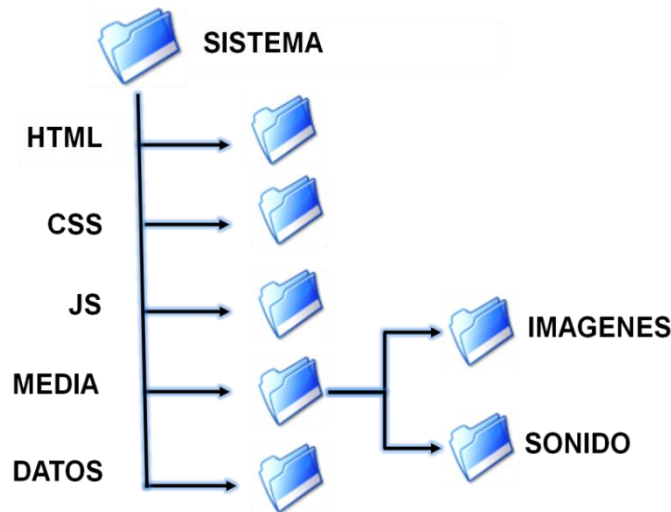 SISTEMA
HTML
CSS
JS
IMAGENES
MEDIA
SONIDO
DATOS